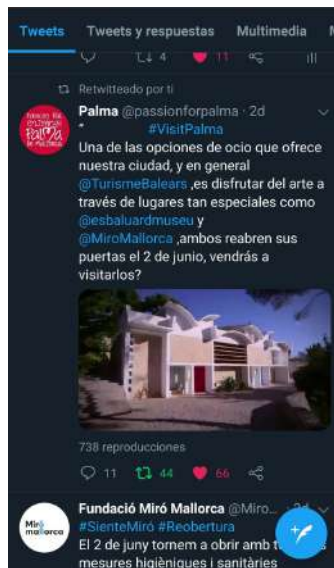 Tweets Tweets y respuestas Multimedia
4 11
Retwitteado por ti
Palma @passionforpalma · 2d
" #VisitPalma
Una de las opciones de ocio que ofrece
nuestra ciudad, y en general
@TurismeBalears ,es disfrutar del arte a
través de lugares tan especiales como
@esbaluardmuseu y
@MiroMallorca ,ambos reabren sus
puertas el 2 de junio, vendrás a
visitarlos?
738 reproducciones
11 44 66
Fundació Miró Mallorca @Miro... · 2d
#SienteMiró #Reobertura
El 2 de juny tornem a obrir amb
mesures higièniques i sanitàries